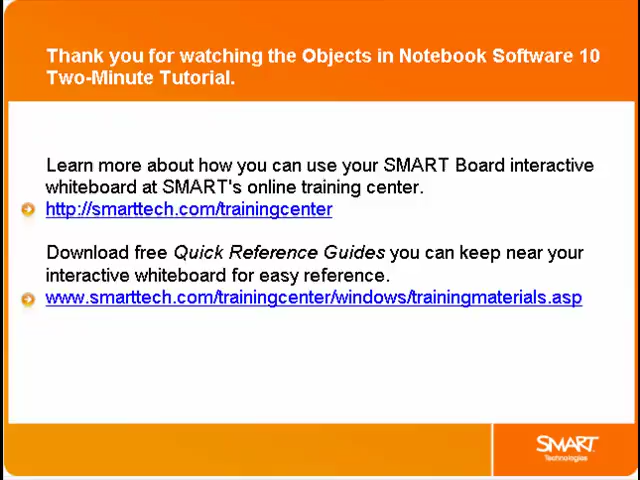 Thank you for watching the Objects in Notebook Software 10
Two-Minute Tutorial.
Learn more about how you can use your SMART Board interactive
whiteboard at SMART's online training center.
http://smarttech.com/trainingcenter
Download free Quick Reference Guides you can keep near your
interactive whiteboard for easy reference.
www.smarttech.com/trainingcenter/windows/trainingmaterials.asp
SMART
Technologies